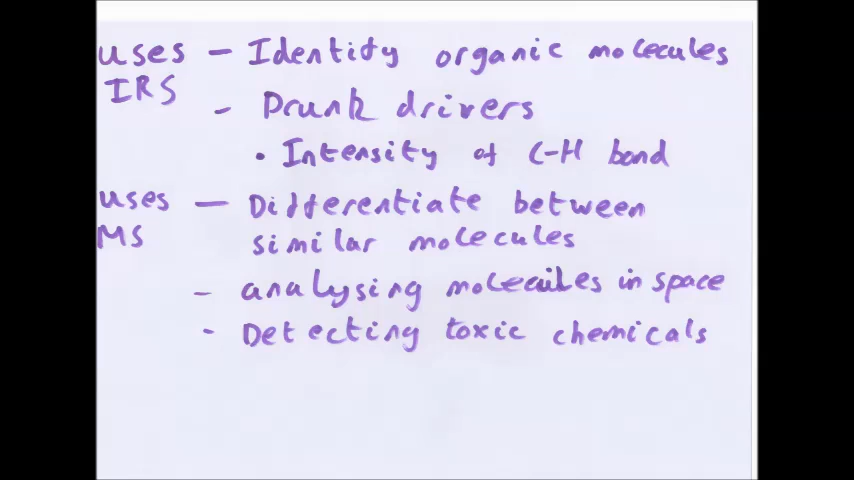 uses - Identify organic molecules
IRS
- Drunk drivers
• Intensity of C-H bond
uses - Differentiate between
MS similar molecules
- analysing molecules in space
- Detecting toxic chemicals